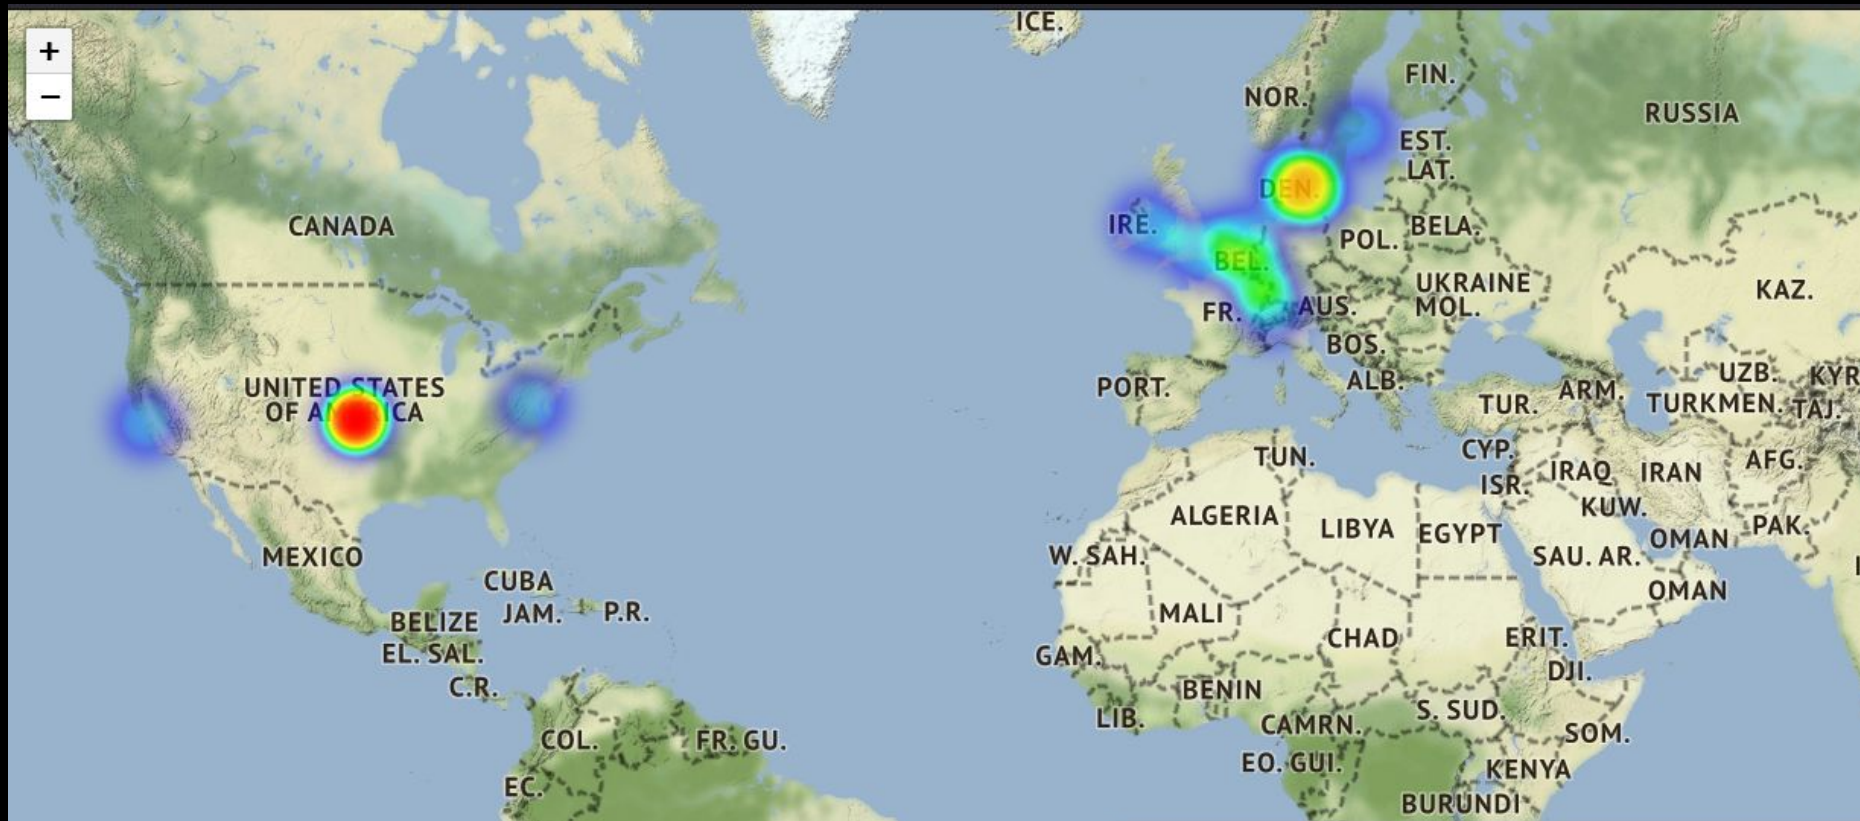 +
−
ICE.
NOR.
FIN.
RUSSIA
EST.
LAT.
DEN.
CANADA
IRE.
POL.
BELA.
BEL.
UKRAINE
KAZ.
FR.
AUS.
MOL.
BOS.
UNITED STATES
OF A ICA
PORT.
ALB.
TUR.
ARM.
UZB.
KYR
TURKMEN.
TAJ.
TUN.
CYP.
ISR.
IRAQ
IRAN
AFG.
KUW.
ALGERIA
LIBYA
EGYPT
OMAN
PAK.
W. SAH.
SAU. AR.
MEXICO
CUBA
OMAN
JAM.
P.R.
BELIZE
MALI
CHAD
ERIT.
EL. SAL.
GAM.
DJI.
C.R.
BENIN
LIB.
CAMRN.
S. SUD.
SOM.
COL.
FR. GU.
EQ. GUI.
KENYA
EC.
BURUNDI